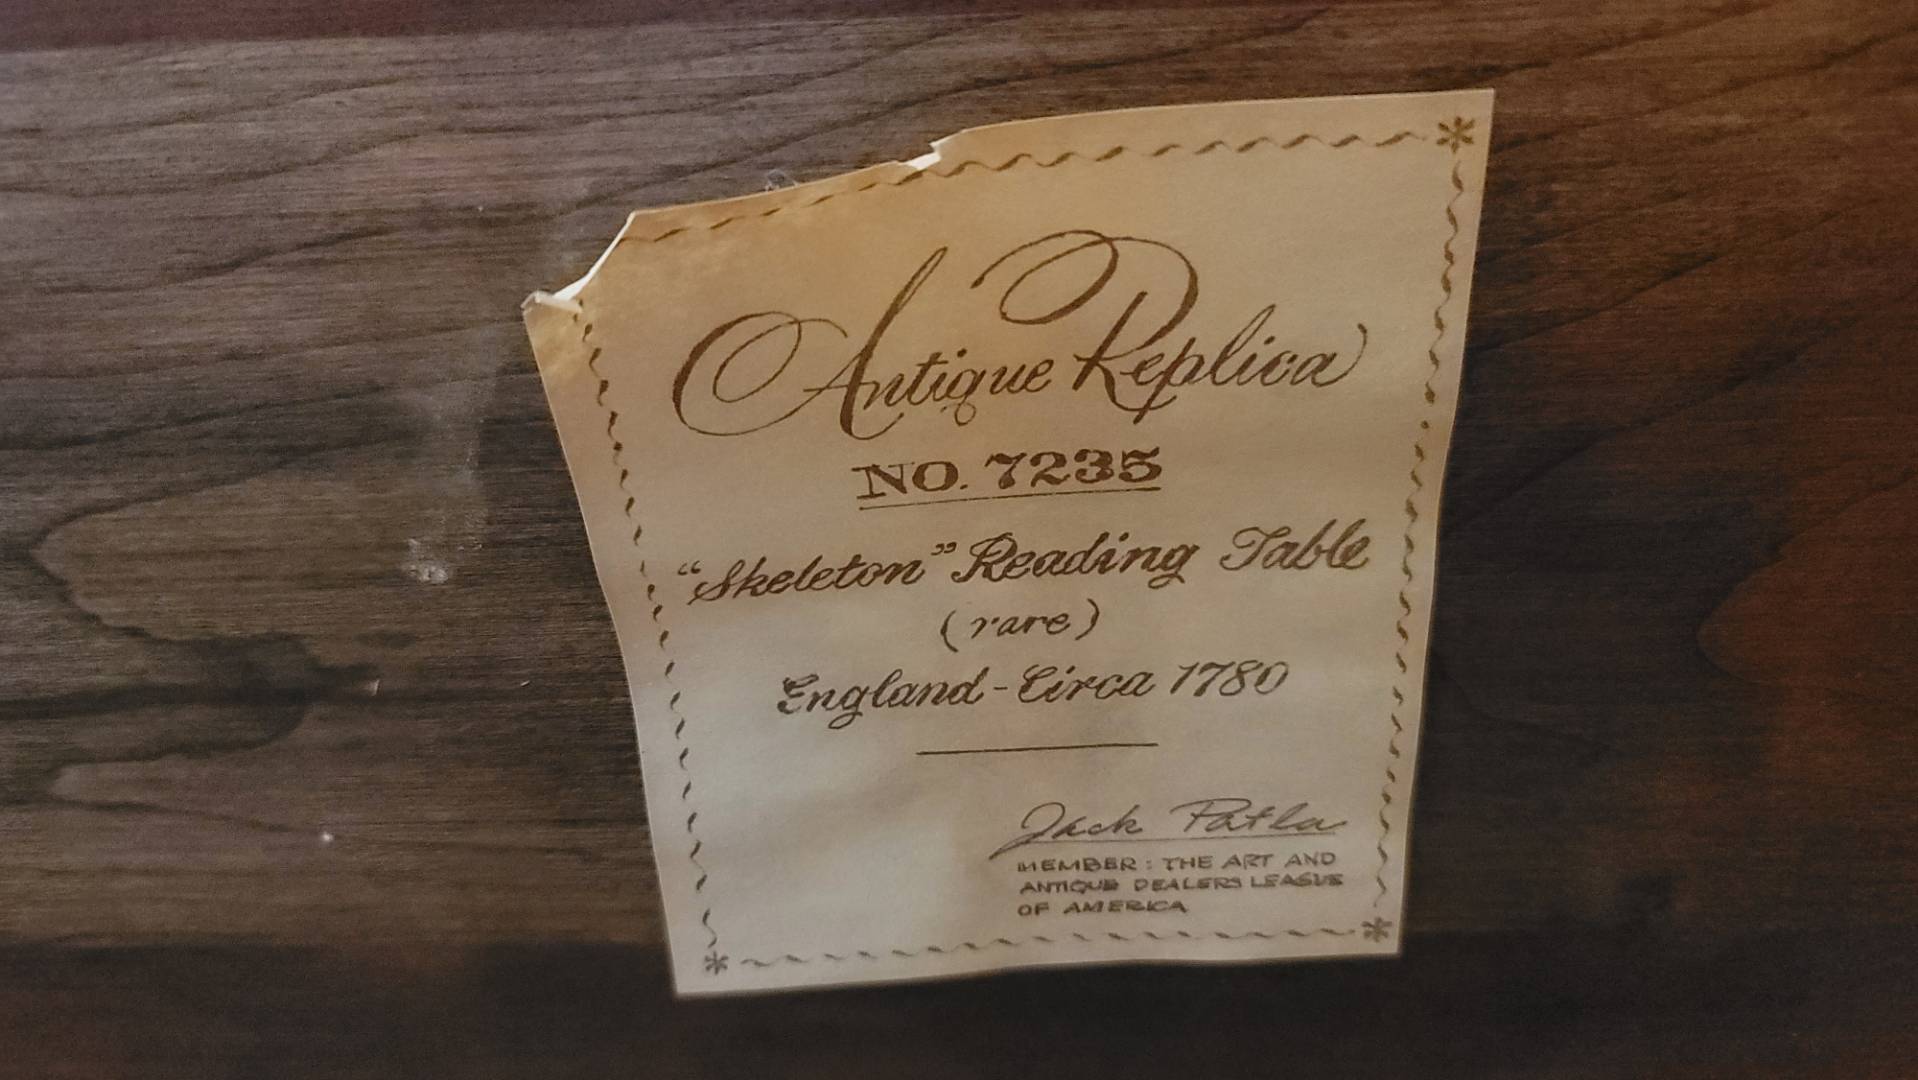 Antique Replica
NO. 7235
"Skeleton" Reading Table
(rare)
England - Circa 1780
Jack Patla
MEMBER: THE ART AND
ANTIQUE DEALERS LEAGUE
OF AMERICA